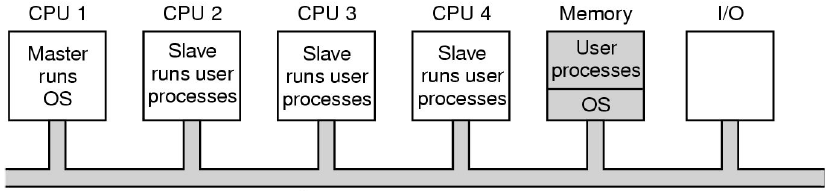 CPU 1
CPU 2
CPU 3
CPU 4
Memory
I/O
Master
runs
OS
Slave
runs user
processes
Slave
runs user
processes
Slave
runs user
processes
User
processes
OS